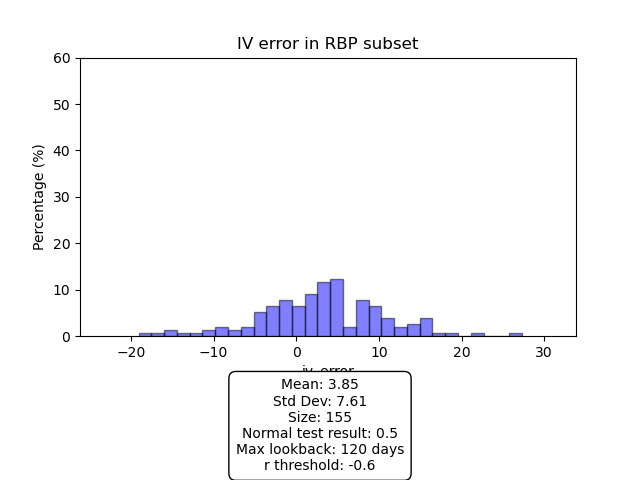 IV error in RBP subset
60
50
40
30
20
10
0
Percentage (%)
−20
−10
0
10
20
30
iv_error
Mean: 3.85
Std Dev: 7.61
Size: 155
Normal test result: 0.5
Max lookback: 120 days
r threshold: -0.6